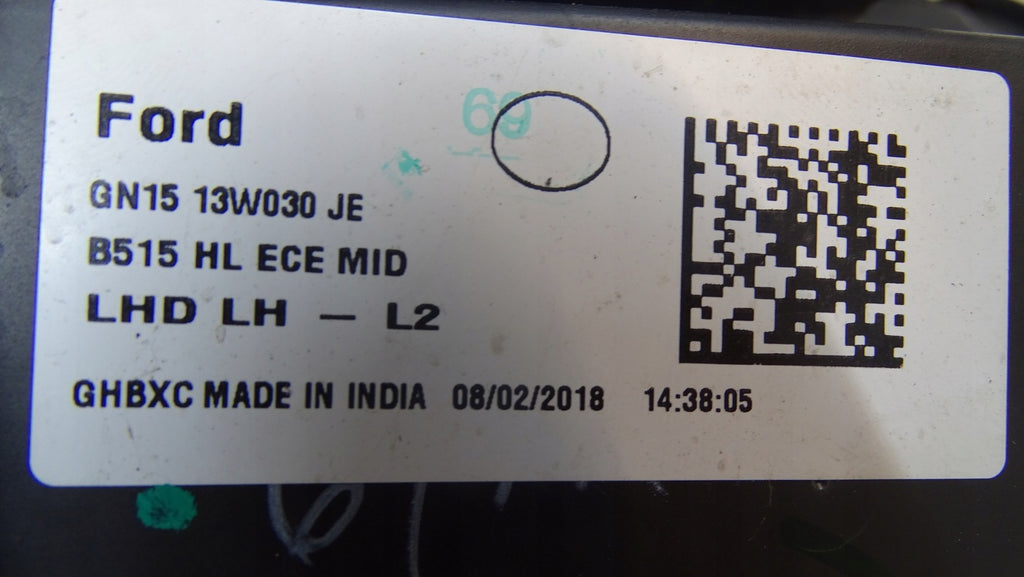 Ford
69
GN15 13W030 JE
B515 HL ECE MID
LHD LH – L2
GHBXC MADE IN INDIA 08/02/2018 14:38:05